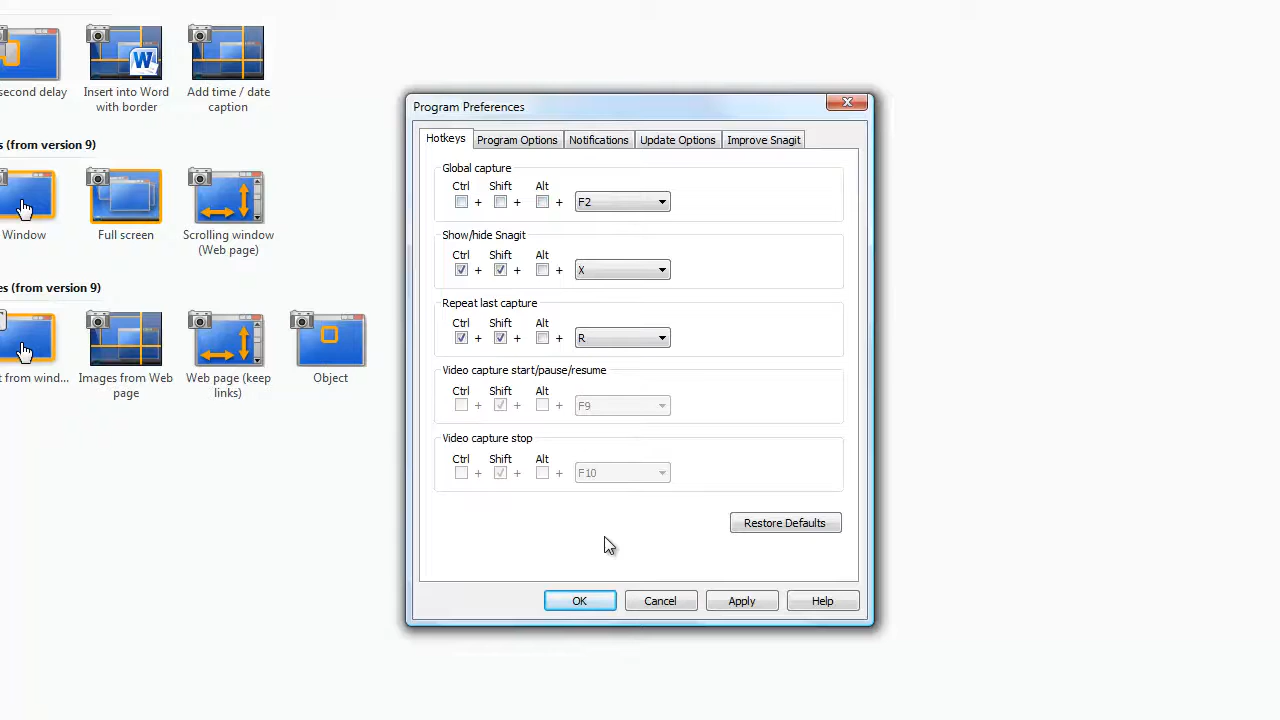 second delay
Insert into Word
with border
Add time / date
caption
s (from version 9)
Window
Full screen
Scrolling window
(Web page)
es (from version 9)
t from wind...
Images from Web
page
Web page (keep
links)
Object
Program Preferences
Hotkeys Program Options Notifications Update Options Improve Snagit
Global capture
Ctrl Shift Alt
+ + + F2
Show/hide Snagit
Ctrl Shift Alt
+ + + X
Repeat last capture
Ctrl Shift Alt
+ + + R
Video capture start/pause/resume
Ctrl Shift Alt
+ + + F9
Video capture stop
Ctrl Shift Alt
+ + + F10
Restore Defaults
OK Cancel Apply Help